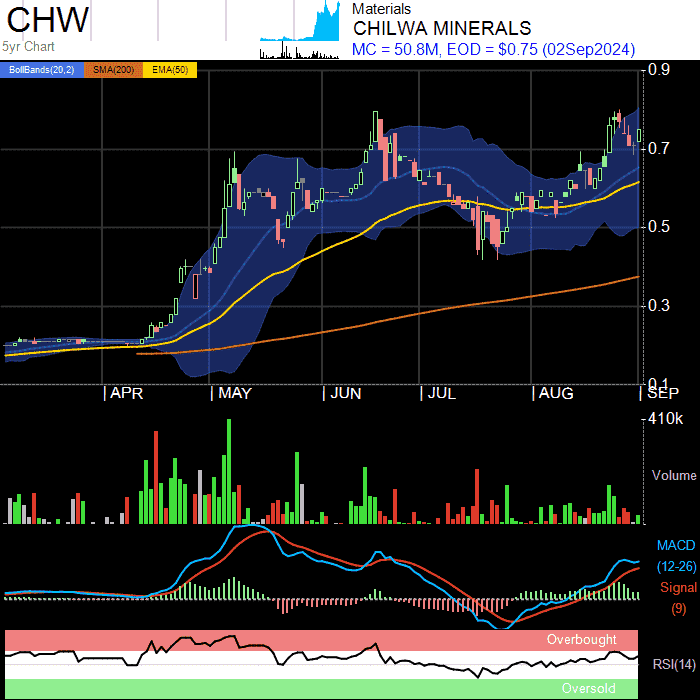 CHW
5yr Chart
Materials
CHILWA MINERALS
MC = 50.8M, EOD = $0.75 (02Sep2024)
BollBands(20,2) SMA(200) EMA(50)
0.9
0.7
0.5
0.3
0.1
APR MAY JUN JUL AUG SEP
410k
Volume
MACD
(12-26)
Signal
(9)
Overbought
RSI(14)
Oversold